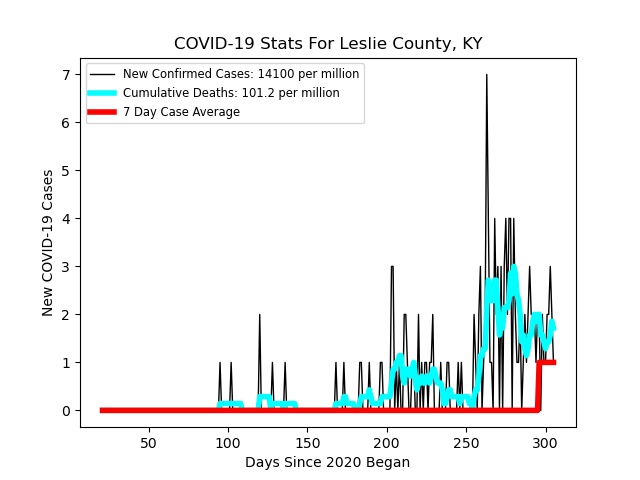 COVID-19 Stats For Leslie County, KY
New Confirmed Cases: 14100 per million
Cumulative Deaths: 101.2 per million
7 Day Case Average
New COVID-19 Cases
7
6
5
4
3
2
1
0
50 100 150 200 250 300
Days Since 2020 Began